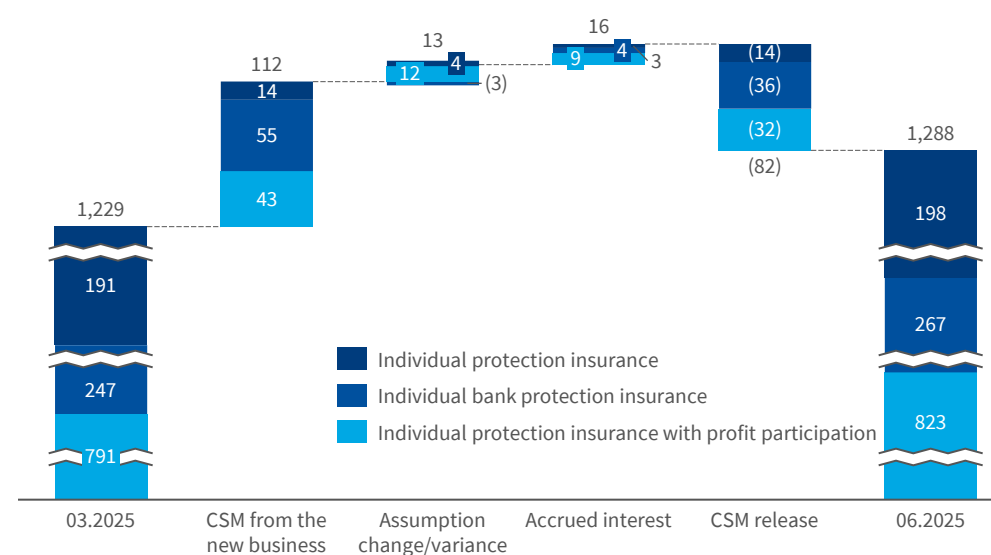 1,229
191
247
791
112
14
55
43
13
4
12
(3)
16
4
9
3
(14)
(36)
(32)
(82)
1,288
198
267
823
Individual protection insurance
Individual bank protection insurance
Individual protection insurance with profit participation
03.2025
CSM from the
new business
Assumption
change/variance
Accrued interest
CSM release
06.2025